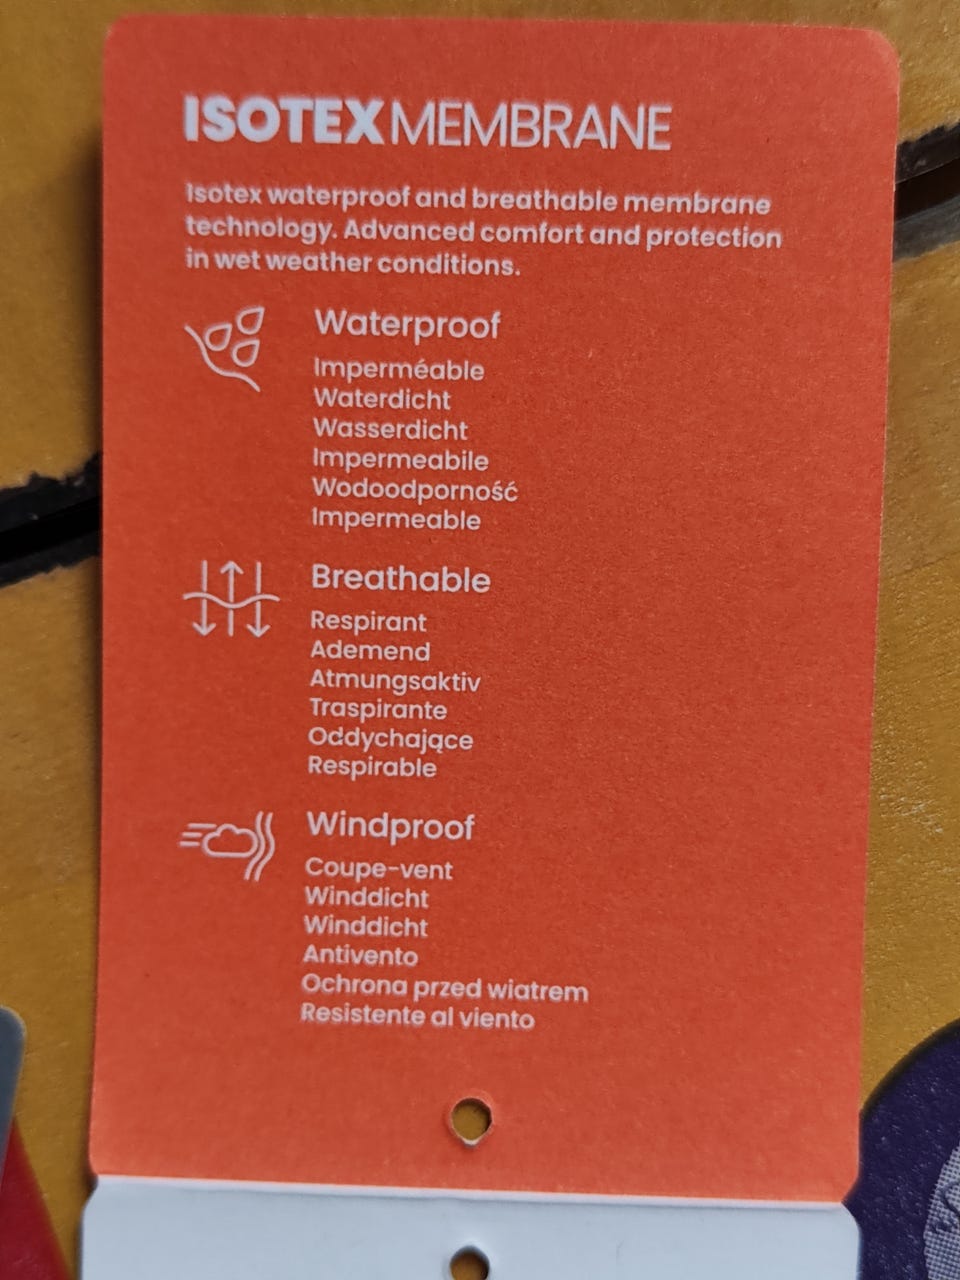 ISOTEX MEMBRANE
Isotex waterproof and breathable membrane
technology. Advanced comfort and protection
in wet weather conditions.
Waterproof
Imperméable
Waterdicht
Wasserdicht
Impermeabile
Wodoodporność
Impermeable
Breathable
Respirant
Ademend
Atmungsaktiv
Traspirante
Oddychające
Respirable
Windproof
Coupe-vent
Winddicht
Winddicht
Antivento
Ochrona przed wiatrem
Resistente al viento